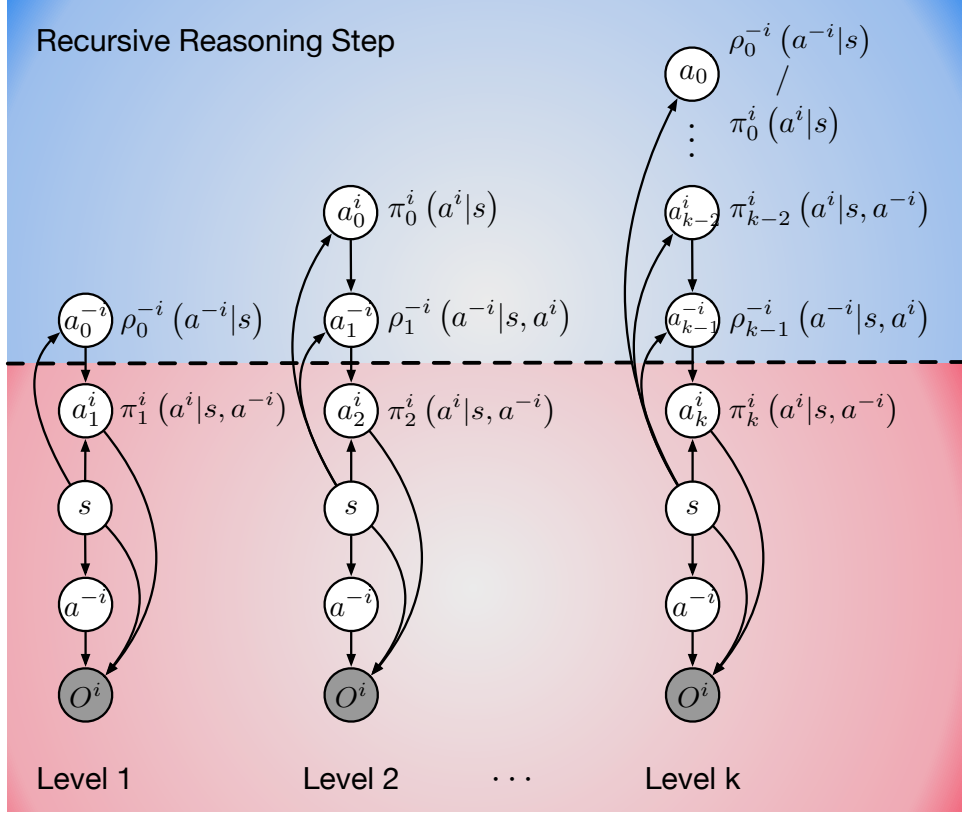 Recursive Reasoning Step
a_0 ρ_0^{-i} (a^{-i}|s)
/
⋮ π_0^i (a^i|s)
a_0^i π_0^i (a^i|s)
a_{k-2}^i π_{k-2}^i (a^i|s, a^{-i})
a_0^{-i} ρ_0^{-i} (a^{-i}|s)
a_1^{-i} ρ_1^{-i} (a^{-i}|s, a^i)
a_{k-1}^{-i} ρ_{k-1}^{-i} (a^{-i}|s, a^i)
a_1^i π_1^i (a^i|s, a^{-i})
a_2^i π_2^i (a^i|s, a^{-i})
a_k^i π_k^i (a^i|s, a^{-i})
s s s
a^{-i} a^{-i} a^{-i}
O^i O^i O^i
Level 1 Level 2 ··· Level k